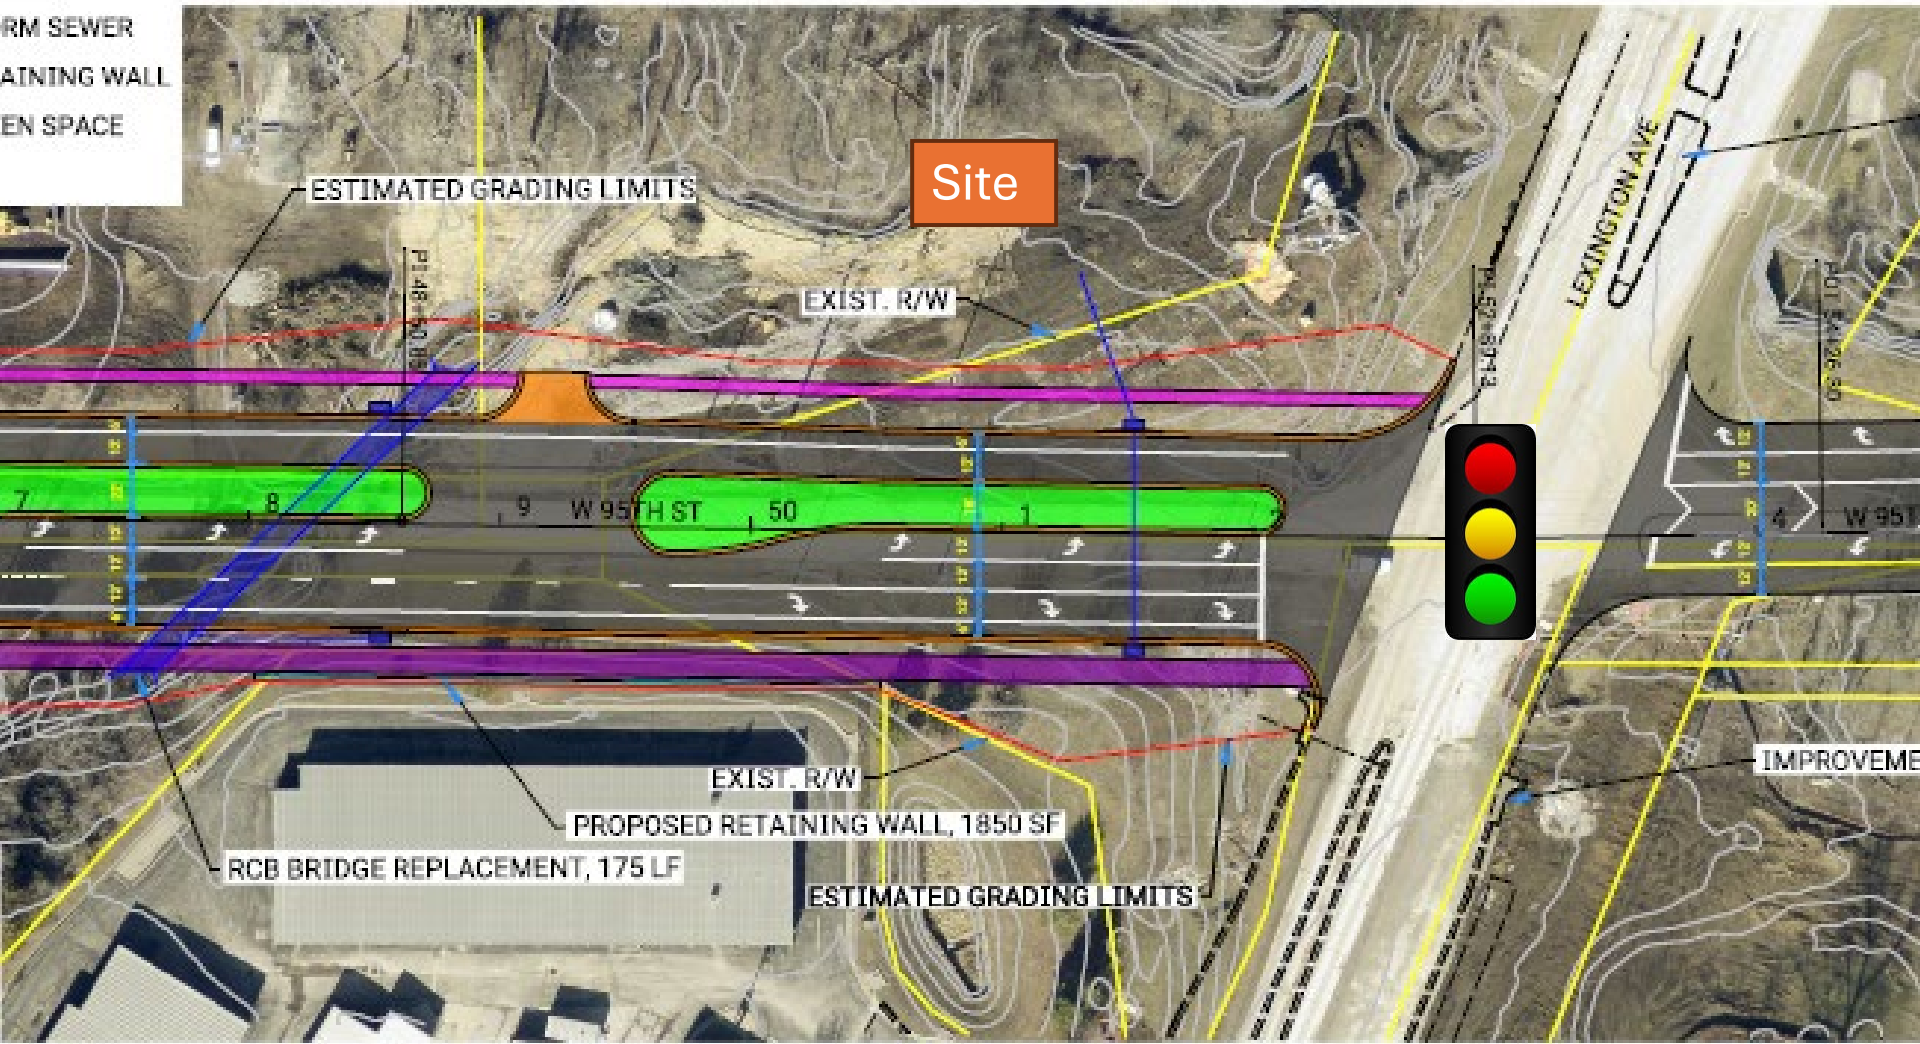 RM SEWER
AINING WALL
EN SPACE
ESTIMATED GRADING LIMITS
Site
EXIST. R/W
LEXINGTON AVE
7
8
9
W 95TH ST
50
1
2
4
W 95T
EXIST. R/W
IMPROVEME
PROPOSED RETAINING WALL, 1850 SF
RCB BRIDGE REPLACEMENT, 175 LF
ESTIMATED GRADING LIMITS